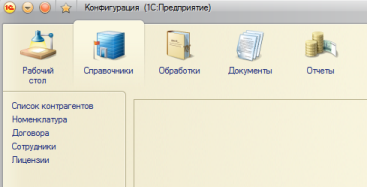 Конфигурация (1С:Предприятие)
Рабочий
стол
Справочники
Обработки
Документы
Отчеты
Список контрагентов
Номенклатура
Договора
Сотрудники
Лицензии